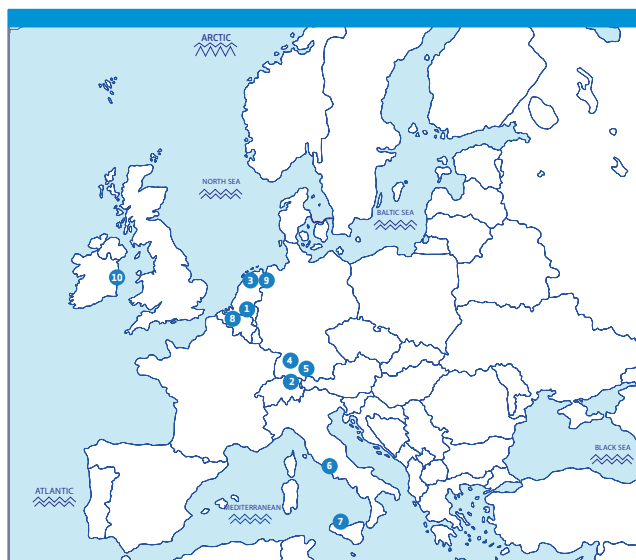 ARCTIC
NORTH SEA
BALTIC SEA
10
3
9
1
8
4
5
2
BLACK SEA
6
ATLANTIC
MEDITERRANEAN
7